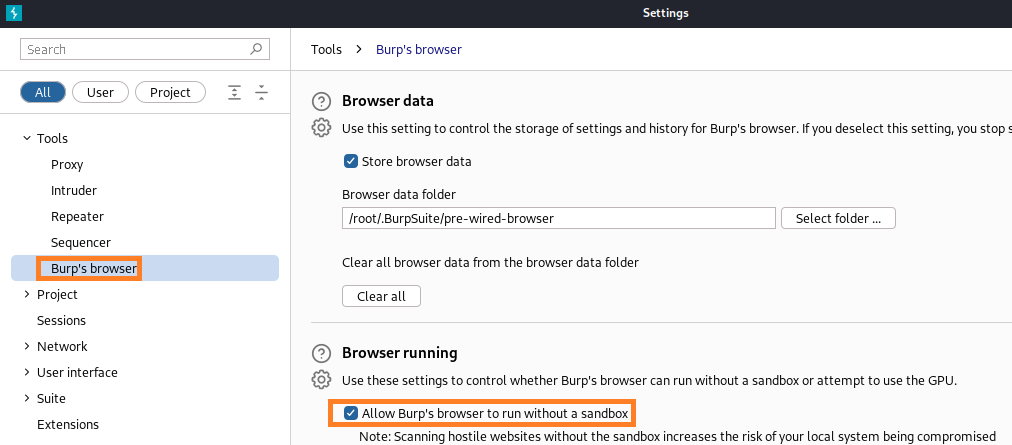 Settings
Search
All
User
Project
Tools
Proxy
Intruder
Repeater
Sequencer
Burp's browser
Project
Sessions
Network
User interface
Suite
Extensions
Tools > Burp's browser
Browser data
Use this setting to control the storage of settings and history for Burp's browser. If you deselect this setting, you stop s
Store browser data
Browser data folder
/root/.BurpSuite/pre-wired-browser
Select folder ...
Clear all browser data from the browser data folder
Clear all
Browser running
Use these settings to control whether Burp's browser can run without a sandbox or attempt to use the GPU.
Allow Burp's browser to run without a sandbox
Note: Scanning hostile websites without the sandbox increases the risk of your local system being compromised